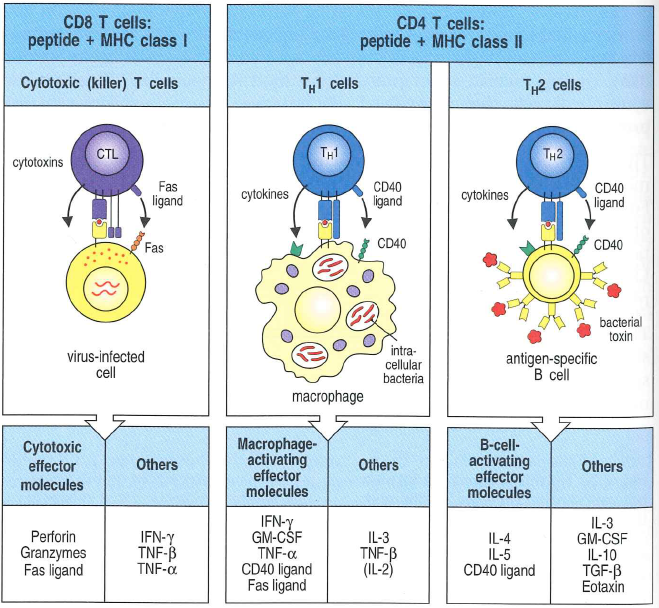 CD8 T cells:
peptide + MHC class I
CD4 T cells:
peptide + MHC class II
Cytotoxic (killer) T cells
TH1 cells
TH2 cells
CTL
cytotoxins
Fas
ligand
Fas
virus-infected
cell
TH1
cytokines
CD40
ligand
CD40
intra-
cellular
bacteria
macrophage
TH2
cytokines
CD40
ligand
CD40
bacterial
toxin
antigen-specific
B cell
Cytotoxic
effector
molecules
Others
Perforin
Granzymes
Fas ligand
IFN-γ
TNF-β
TNF-α
Macrophage-
activating
effector
molecules
Others
IFN-γ
GM-CSF
TNF-α
CD40 ligand
Fas ligand
IL-3
TNF-β
(IL-2)
B-cell-
activating
effector
molecules
Others
IL-4
IL-5
CD40 ligand
IL-3
GM-CSF
IL-10
TGF-β
Eotaxin